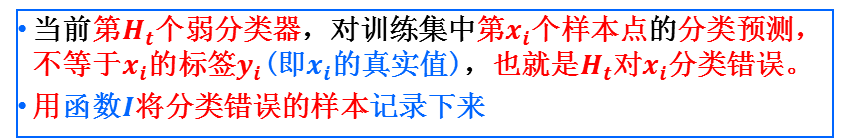 • 当前第Hₜ个弱分类器，对训练集中第xᵢ个样本点的分类预测，
不等于xᵢ的标签yᵢ(即xᵢ的真实值)，也就是Hₜ对xᵢ分类错误。
• 用函数I将分类错误的样本记录下来